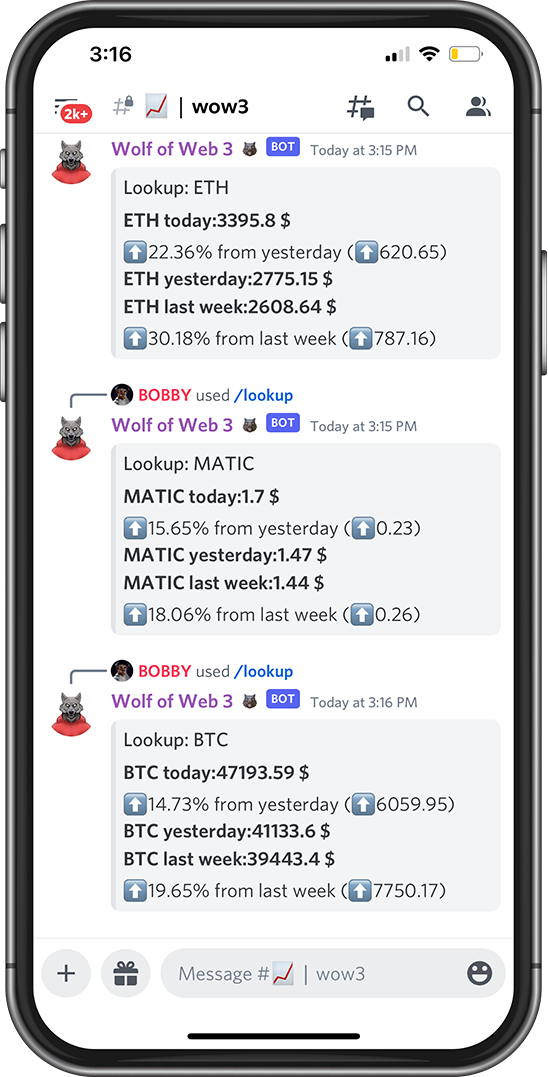 3:16
2k+
| wow3
Wolf of Web 3 BOT Today at 3:15 PM
Lookup: ETH
ETH today:3395.8 $
⬆️22.36% from yesterday (⬆️620.65)
ETH yesterday:2775.15 $
ETH last week:2608.64 $
⬆️30.18% from last week (⬆️787.16)
BOBBY used /lookup
Wolf of Web 3 BOT Today at 3:15 PM
Lookup: MATIC
MATIC today:1.7 $
⬆️15.65% from yesterday (⬆️0.23)
MATIC yesterday:1.47 $
MATIC last week:1.44 $
⬆️18.06% from last week (⬆️0.26)
BOBBY used /lookup
Wolf of Web 3 BOT Today at 3:16 PM
Lookup: BTC
BTC today:47193.59 $
⬆️14.73% from yesterday (⬆️6059.95)
BTC yesterday:41133.6 $
BTC last week:39443.4 $
⬆️19.65% from last week (⬆️7750.17)
Message #📈 | wow3